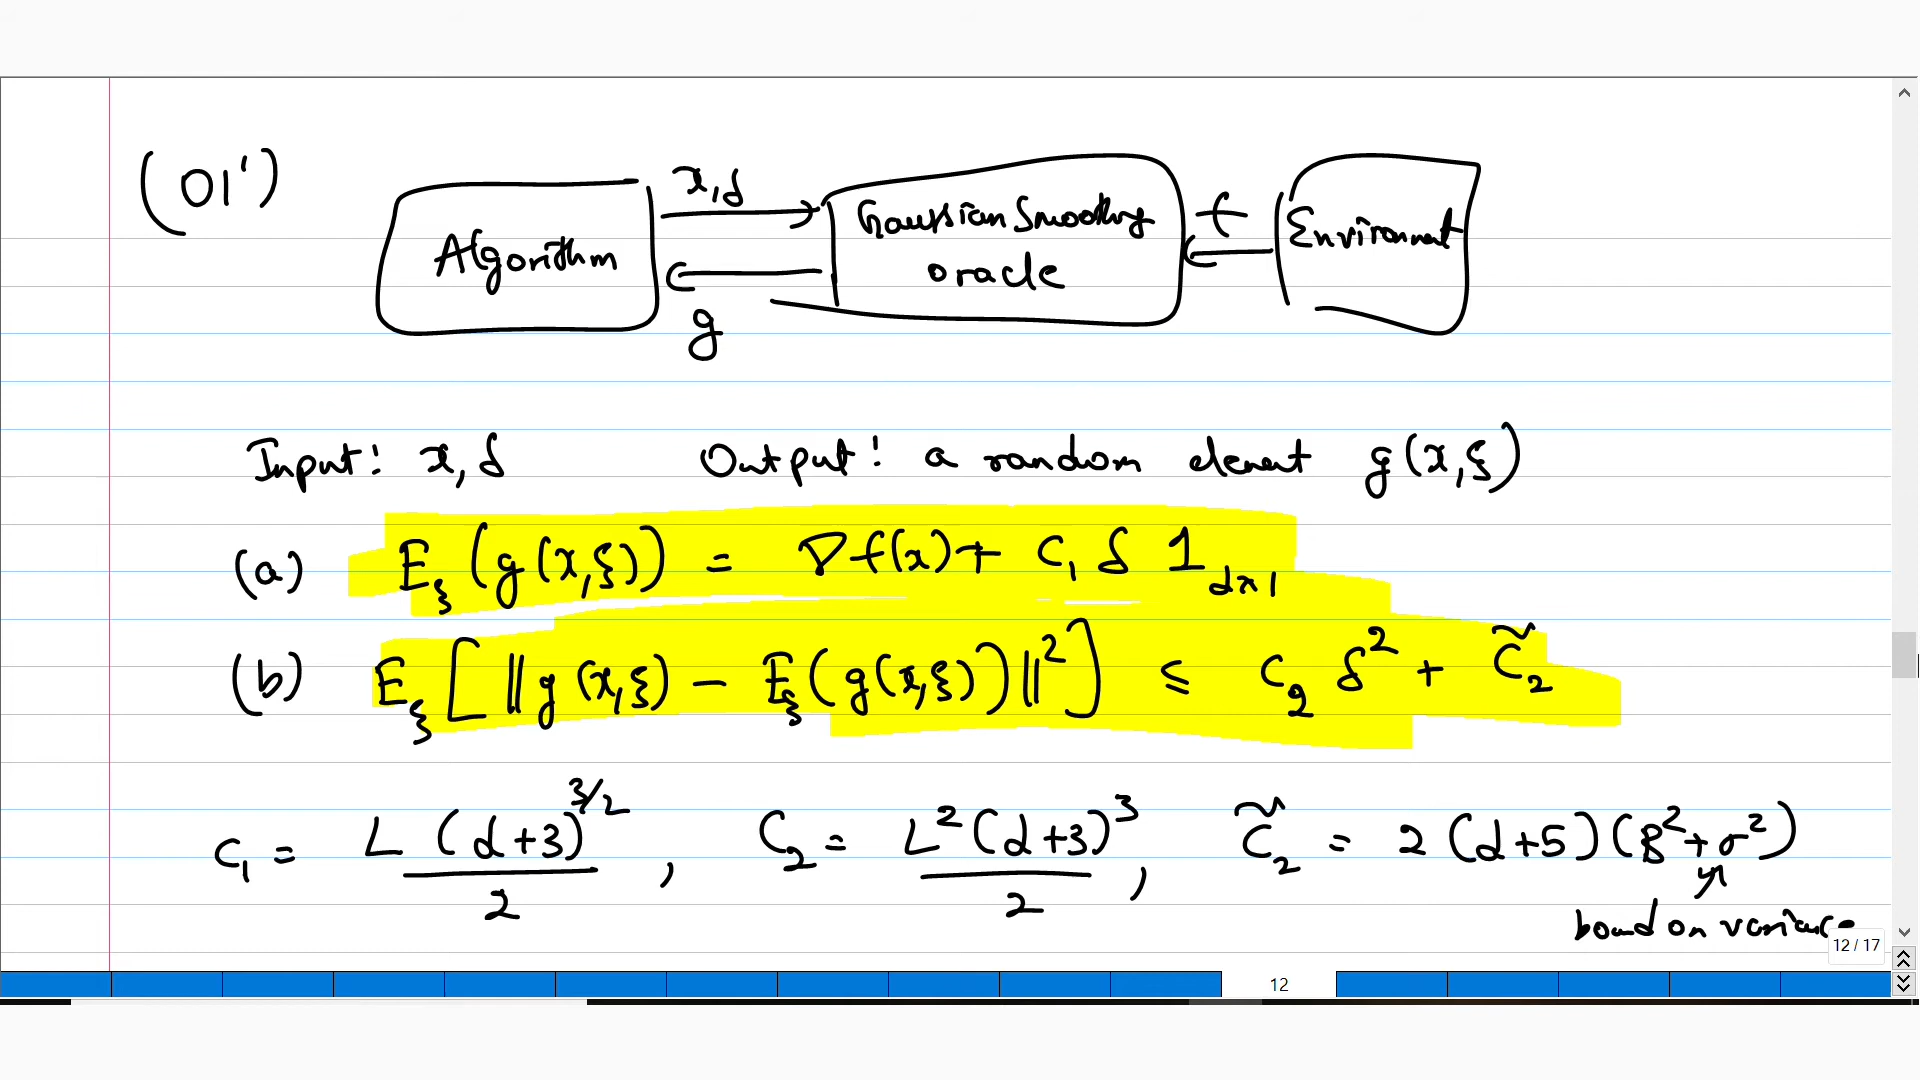 (O1')
Algorithm
x,δ
g
Gaussian Smoothing
oracle
f
Environment
Input: x, δ Output: a random element g(x,ξ)
(a) E_ξ (g(x,ξ)) = ∇f(x) + C₁ δ 1_{d×1}
(b) E_ξ [ ‖g(x,ξ) − E_ξ(g(x,ξ))‖² ] ≤ C₂ δ² + C̃₂
C₁ = L (d+3)^{3/2} / 2 , C₂ = L² (d+3)³ / 2 , C̃₂ = 2 (d+5)(B²+σ²)
bound on variance
12 / 17
12